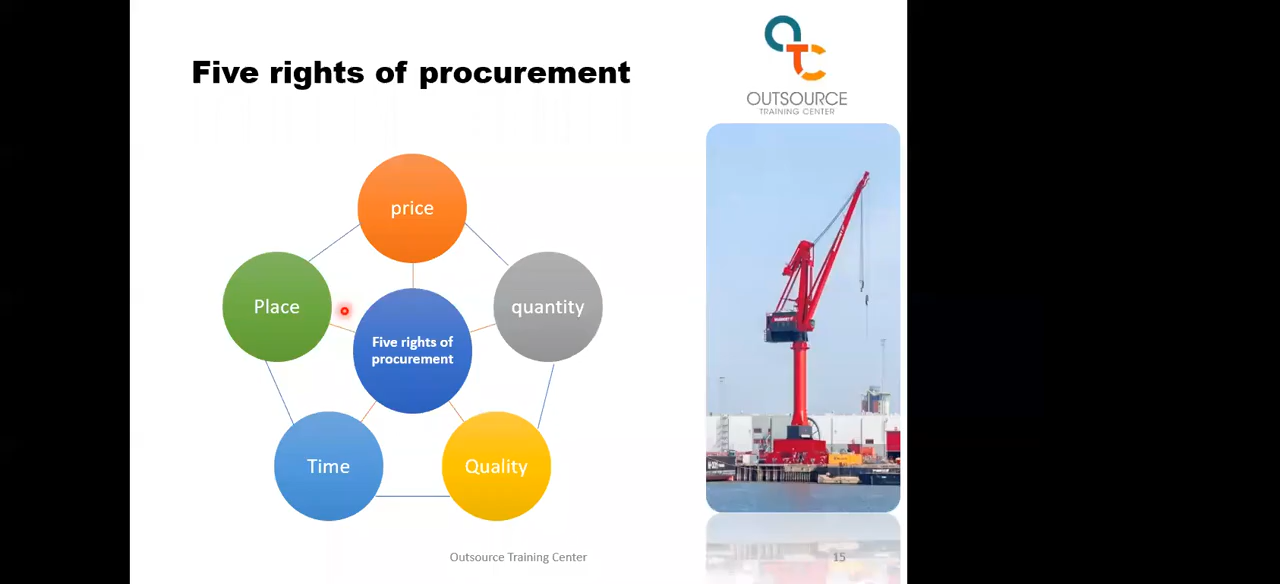 Five rights of procurement
OUTSOURCE
TRAINING CENTER
price
Place
quantity
Five rights of
procurement
Time
Quality
Outsource Training Center
15